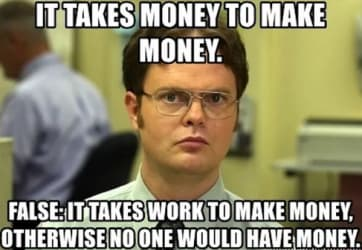 IT TAKES MONEY TO MAKE
MONEY.
FALSE: IT TAKES WORK TO MAKE MONEY,
OTHERWISE NO ONE WOULD HAVE MONEY.